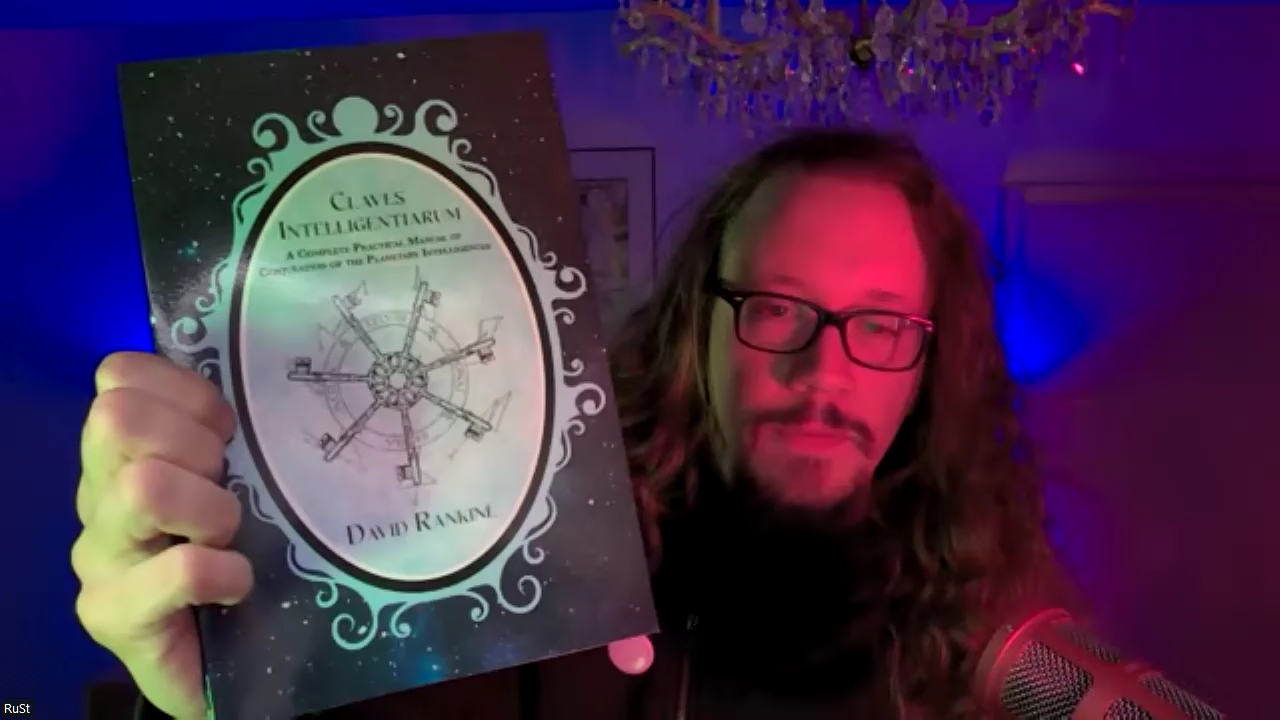 CLAVES
INTELLIGENTIARUM
A COMPLETE PRACTICAL MANUAL OF
CONJURATION OF THE PLANETARY INTELLIGENCES
DAVID RANKINE
RuSt